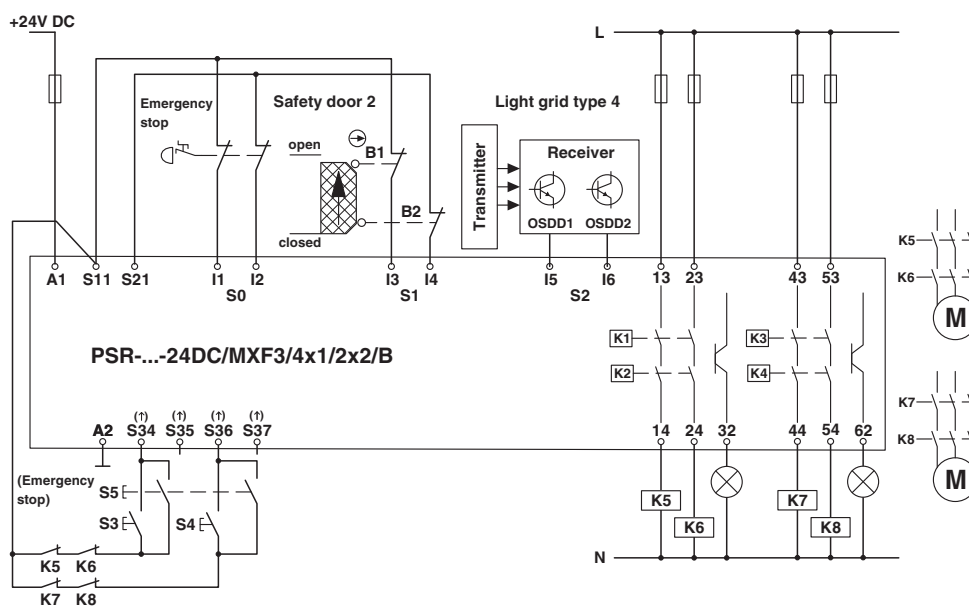 +24V DC
L
Emergency
stop
Safety door 2
Light grid type 4
open
B1
B2
closed
Transmitter
Receiver
OSDD1 OSDD2
A1 S11 S21 I1 I2 I3 I4 I5 I6 13 23 43 53
S0 S1 S2
K5
K6
M
K1 K3
K2 K4
PSR-...-24DC/MXF3/4x1/2x2/B
(↑) (↑) (↑) (↑)
A2 S34 S35 S36 S37 14 24 32 44 54 62
K7
K8
M
(Emergency
stop)
S5
S3 S4
K5 K7
K6 K8
K5 K6
N
K7 K8